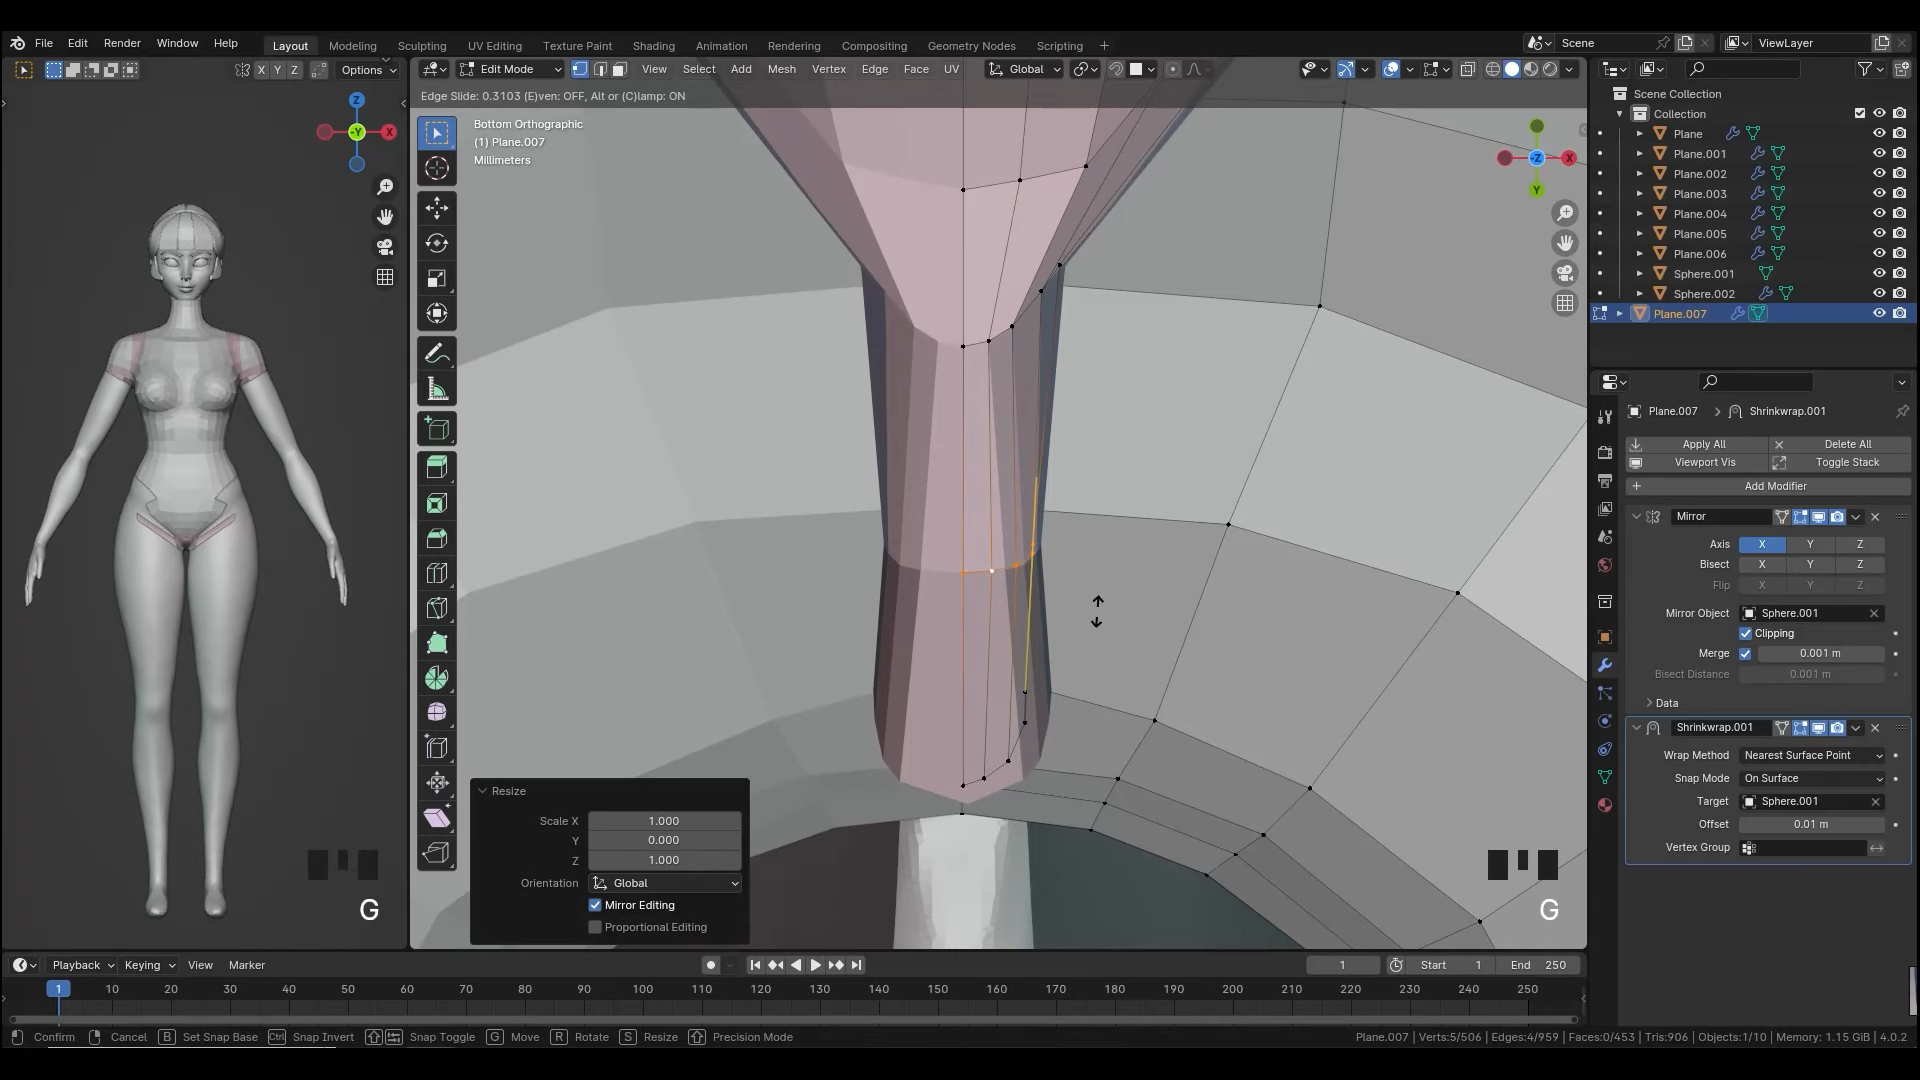 File Edit Render Window Help
Layout Modeling Sculpting UV Editing Texture Paint Shading Animation Rendering Compositing Geometry Nodes Scripting +
Scene
ViewLayer
X Y Z Options
Edit Mode View Select Add Mesh Vertex Edge Face UV Global
Edge Slide: 0.3103 (E)ven: OFF, Alt or (C)lamp: ON
Bottom Orthographic
(1) Plane.007
Millimeters
Z
-Y X
-Z X
Y
G
G
Resize
Scale X 1.000
Y 0.000
Z 1.000
Orientation Global
Mirror Editing
Proportional Editing
Scene Collection
Collection
Plane
Plane.001
Plane.002
Plane.003
Plane.004
Plane.005
Plane.006
Sphere.001
Sphere.002
Plane.007
Plane.007 > Shrinkwrap.001
Apply All Delete All
Viewport Vis Toggle Stack
Add Modifier
Mirror
Axis X Y Z
Bisect X Y Z
Flip X Y Z
Mirror Object Sphere.001
Clipping
Merge 0.001 m
Bisect Distance 0.001 m
Data
Shrinkwrap.001
Wrap Method Nearest Surface Point
Snap Mode On Surface
Target Sphere.001
Offset 0.01 m
Vertex Group
Playback Keying View Marker
1 Start 1 End 250
1 10 20 30 40 50 60 70 80 90 100 110 120 130 140 150 160 170 180 190 200 210 220 230 240 250
Confirm Cancel B Set Snap Base Ctrl Snap Invert Snap Toggle G Move R Rotate S Resize Precision Mode
Plane.007 | Verts:5/506 | Edges:4/959 | Faces:0/453 | Tris:906 | Objects:1/10 | Memory: 1.15 GiB | 4.0.2